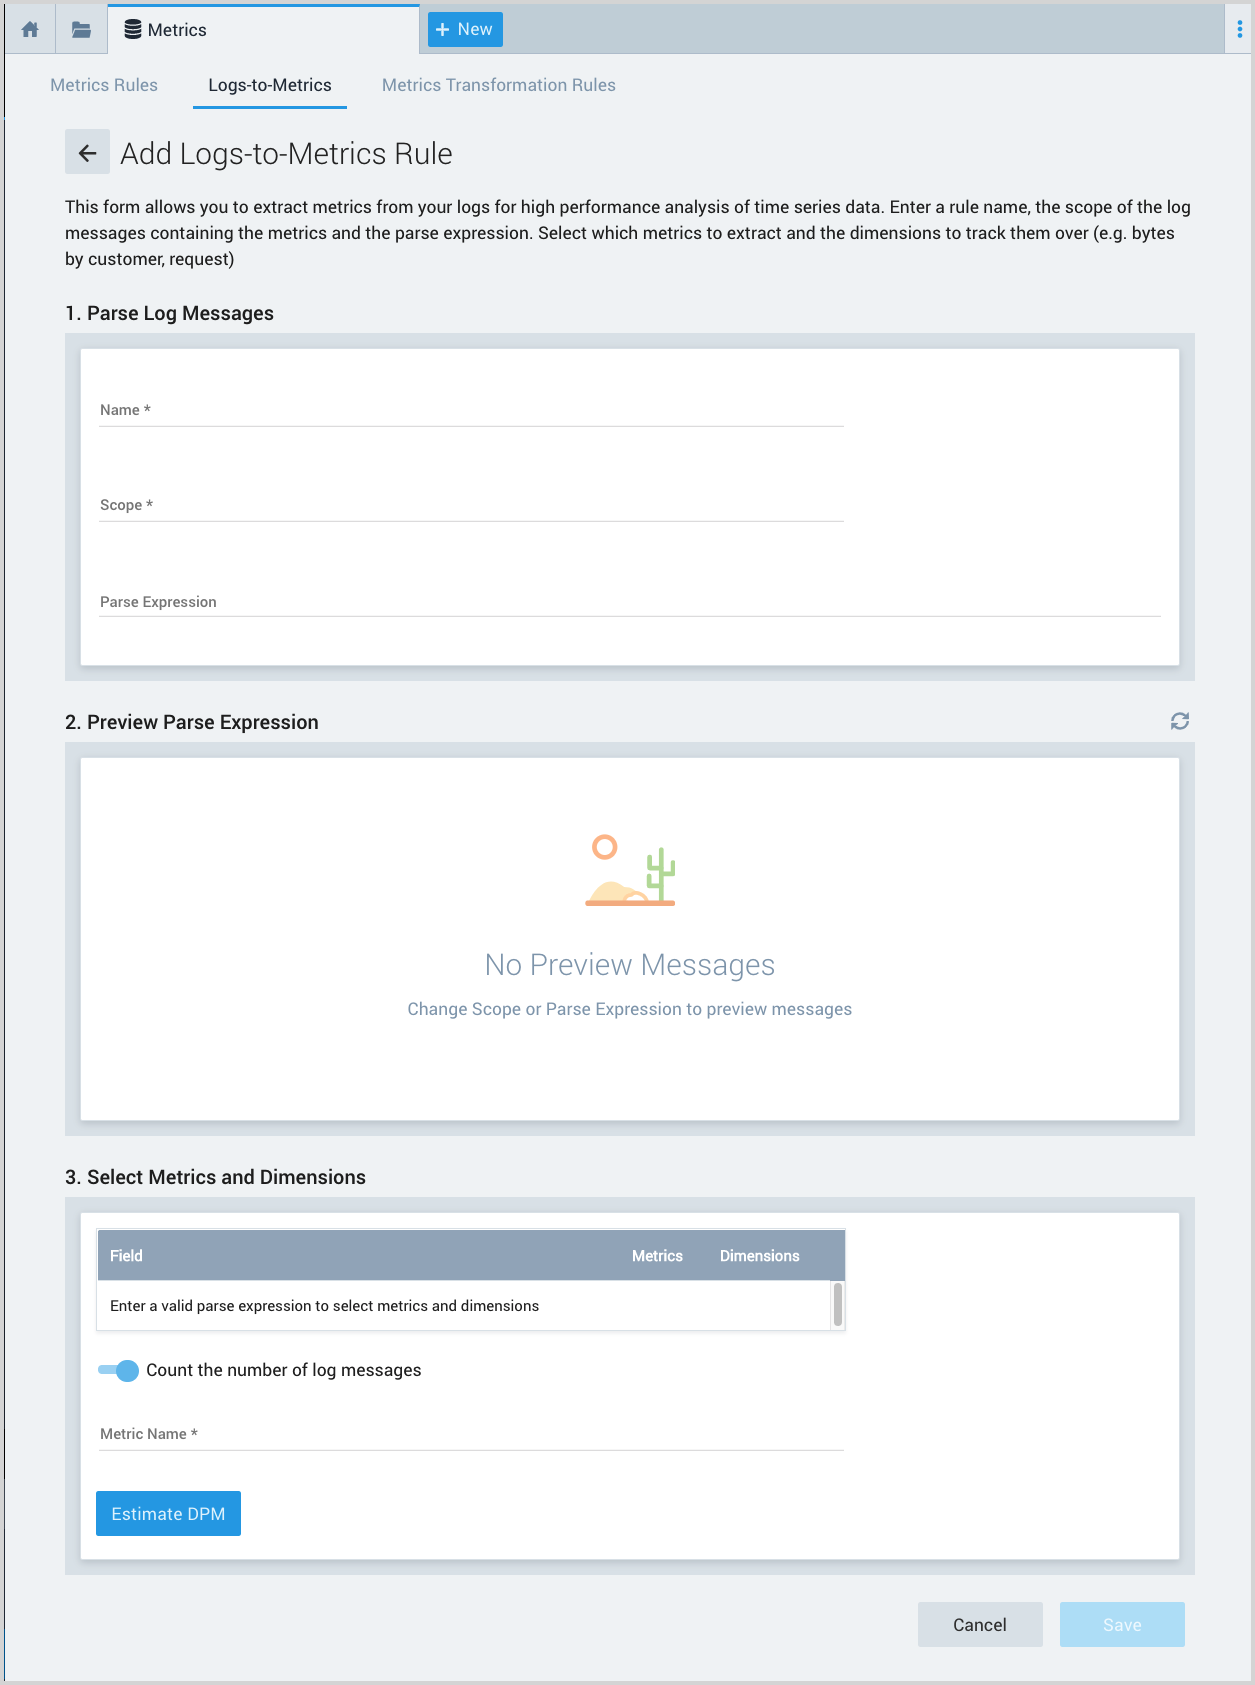 Metrics
+ New
Metrics Rules
Logs-to-Metrics
Metrics Transformation Rules
Add Logs-to-Metrics Rule
This form allows you to extract metrics from your logs for high performance analysis of time series data. Enter a rule name, the scope of the log
messages containing the metrics and the parse expression. Select which metrics to extract and the dimensions to track them over (e.g. bytes
by customer, request)
1. Parse Log Messages
Name *
Scope *
Parse Expression
2. Preview Parse Expression
No Preview Messages
Change Scope or Parse Expression to preview messages
3. Select Metrics and Dimensions
Field Metrics Dimensions
Enter a valid parse expression to select metrics and dimensions
Count the number of log messages
Metric Name *
Estimate DPM
Cancel
Save